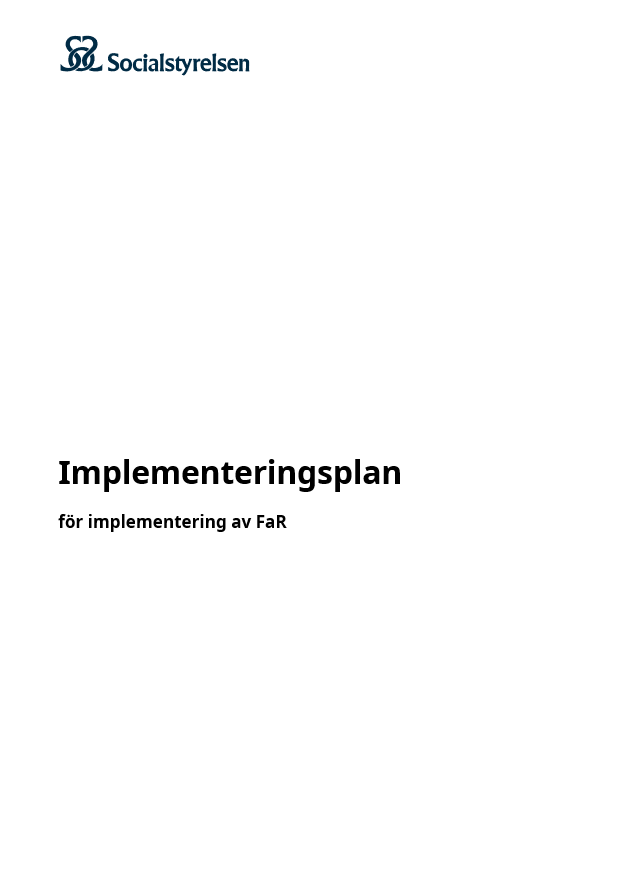 Socialstyrelsen
Implementeringsplan
för implementering av FaR